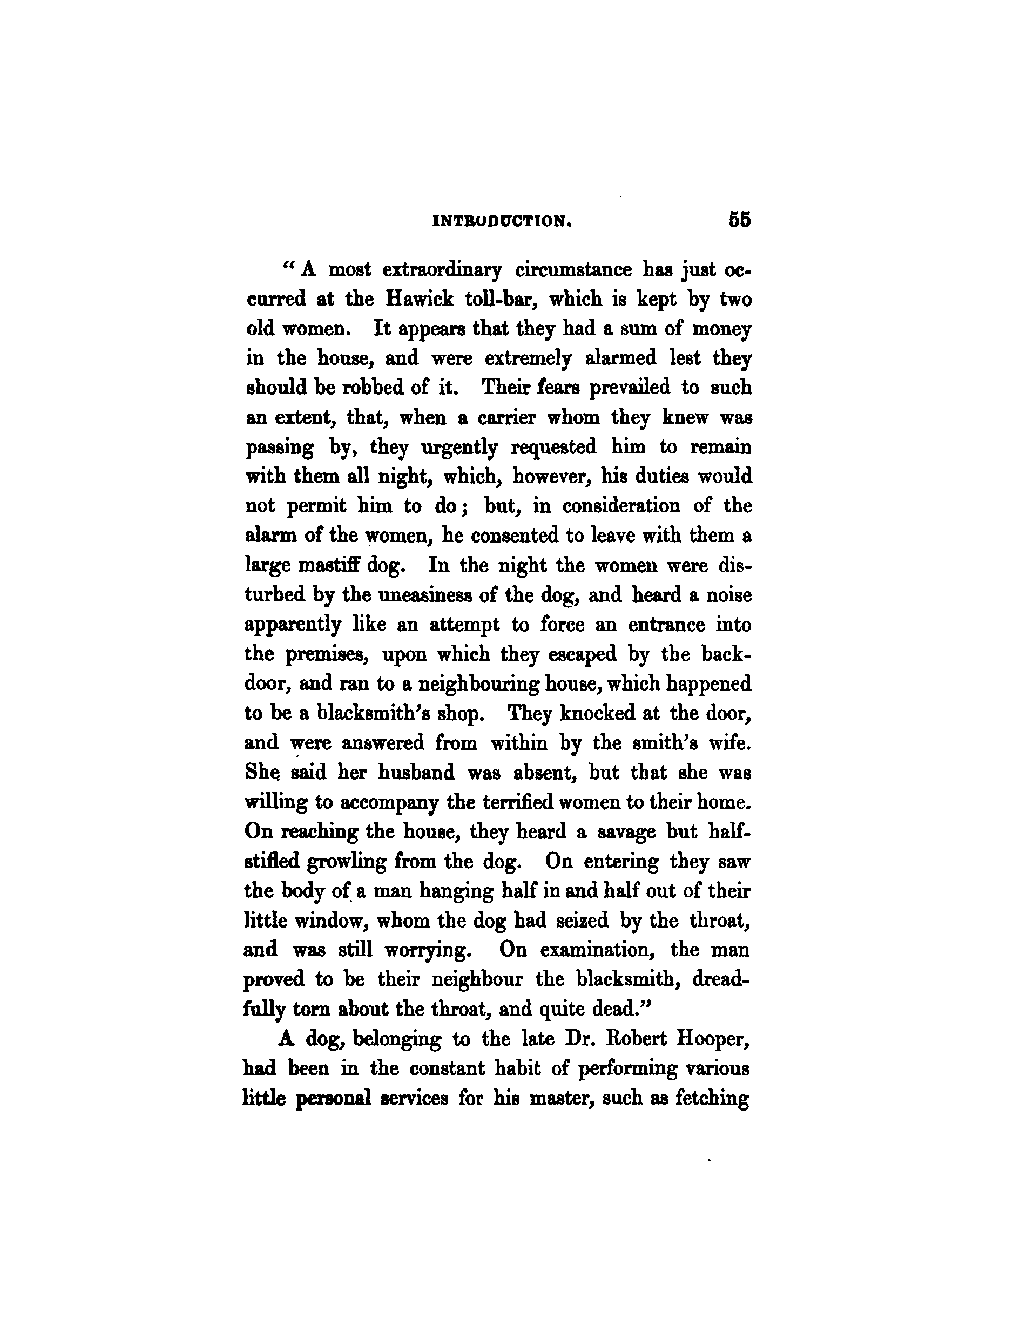 INTRODUCTION. 55
“ A most extraordinary circumstance has just oc-
curred at the Hawick toll-bar, which is kept by two
old women. It appears that they had a sum of money
in the house, and were extremely alarmed lest they
should be robbed of it. Their fears prevailed to such
an extent, that, when a carrier whom they knew was
passing by, they urgently requested him to remain
with them all night, which, however, his duties would
not permit him to do; but, in consideration of the
alarm of the women, he consented to leave with them a
large mastiff dog. In the night the women were dis-
turbed by the uneasiness of the dog, and heard a noise
apparently like an attempt to force an entrance into
the premises, upon which they escaped by the back-
door, and ran to a neighbouring house, which happened
to be a blacksmith’s shop. They knocked at the door,
and were answered from within by the smith’s wife.
She said her husband was absent, but that she was
willing to accompany the terrified women to their home.
On reaching the house, they heard a savage but half-
stifled growling from the dog. On entering they saw
the body of a man hanging half in and half out of their
little window, whom the dog had seized by the throat,
and was still worrying. On examination, the man
proved to be their neighbour the blacksmith, dread-
fully torn about the throat, and quite dead.”
A dog, belonging to the late Dr. Robert Hooper,
had been in the constant habit of performing various
little personal services for his master, such as fetching